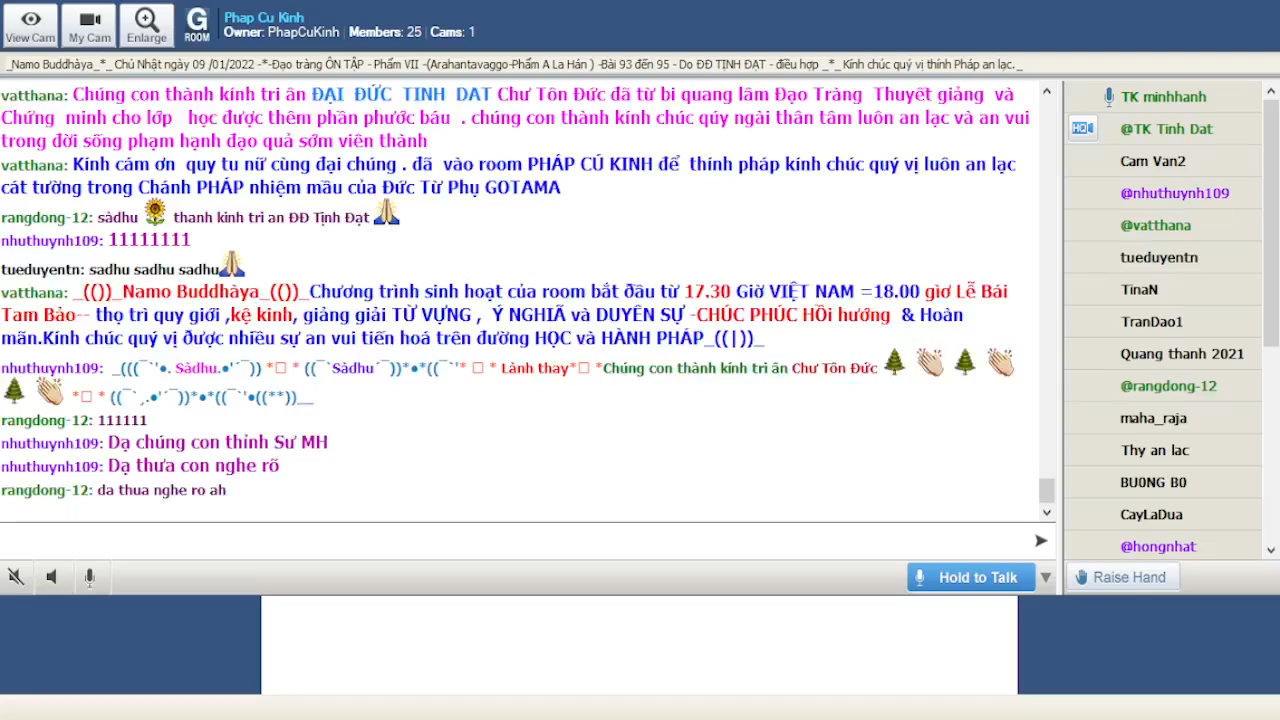 View Cam
My Cam
Enlarge
G
ROOM
Phap Cu Kinh
Owner: PhapCuKinh | Members: 25 | Cams: 1
_Namo Buddhàya_*_ Chủ Nhật ngày 09 /01/2022 -*-Đạo tràng ÔN TẬP - Phẩm VII -(Arahantavaggo-Phẩm A La Hán ) -Bài 93 đến 95 - Do ĐĐ TỊNH ĐẠT - điều hợp _*_ Kính chúc quý vị thính Pháp an lạc. _
vatthana: Chúng con thành kính tri ân ĐẠI ĐỨC TINH DAT Chư Tôn Đức đã từ bi quang lâm Đạo Tràng Thuyết giảng và
Chứng minh cho lớp học được thêm phần phước báu . chúng con thành kính chúc qúy ngài thân tâm luôn an lạc và an vui
trong đời sống phạm hạnh đạo quả sớm viên thành
vatthana: Kính cám ơn quy tu nữ cùng đại chúng . đã vào room PHÁP CÚ KINH để thính pháp kính chúc quý vị luôn an lạc
cát tường trong Chánh PHÁP nhiệm mầu của Đức Từ Phụ GOTAMA
rangdong-12: sàdhu thanh kinh tri an ĐĐ Tịnh Đạt
nhuthuynh109: 11111111
tueduyentn: sadhu sadhu sadhu
vatthana: _(())_Namo Buddhàya_(())_Chương trình sinh hoạt của room bắt đầu từ 17.30 Giờ VIỆT NAM =18.00 giờ Lễ Bái
Tam Bảo-- thọ trì quy giới ,kệ kinh, giảng giải TỪ VỰNG , Ý NGHĨA và DUYÊN SỰ -CHÚC PHÚC HỒi hướng & Hoàn
mãn.Kính chúc quý vị được nhiều sự an vui tiến hoá trên đường HỌC và HÀNH PHÁP_((|))_
nhuthuynh109: _(((¯`'•. Sàdhu.•'´¯)) *□ * ((¯`Sàdhu´¯))*•*((¯`'* □ * Lành thay*□ *Chúng con thành kính tri ân Chư Tôn Đức
*□ * ((¯`¸.•'´¯))*•*((¯`'•((**))__
rangdong-12: 111111
nhuthuynh109: Dạ chúng con thỉnh Sư MH
nhuthuynh109: Dạ thưa con nghe rõ
rangdong-12: da thua nghe ro ah
TK minhhanh
@TK Tinh Dat
Cam Van2
@nhuthuynh109
@vatthana
tueduyentn
TinaN
TranDao1
Quang thanh 2021
@rangdong-12
maha_raja
Thy an lac
BU0NG B0
CayLaDua
@hongnhat
HD
Hold to Talk
Raise Hand